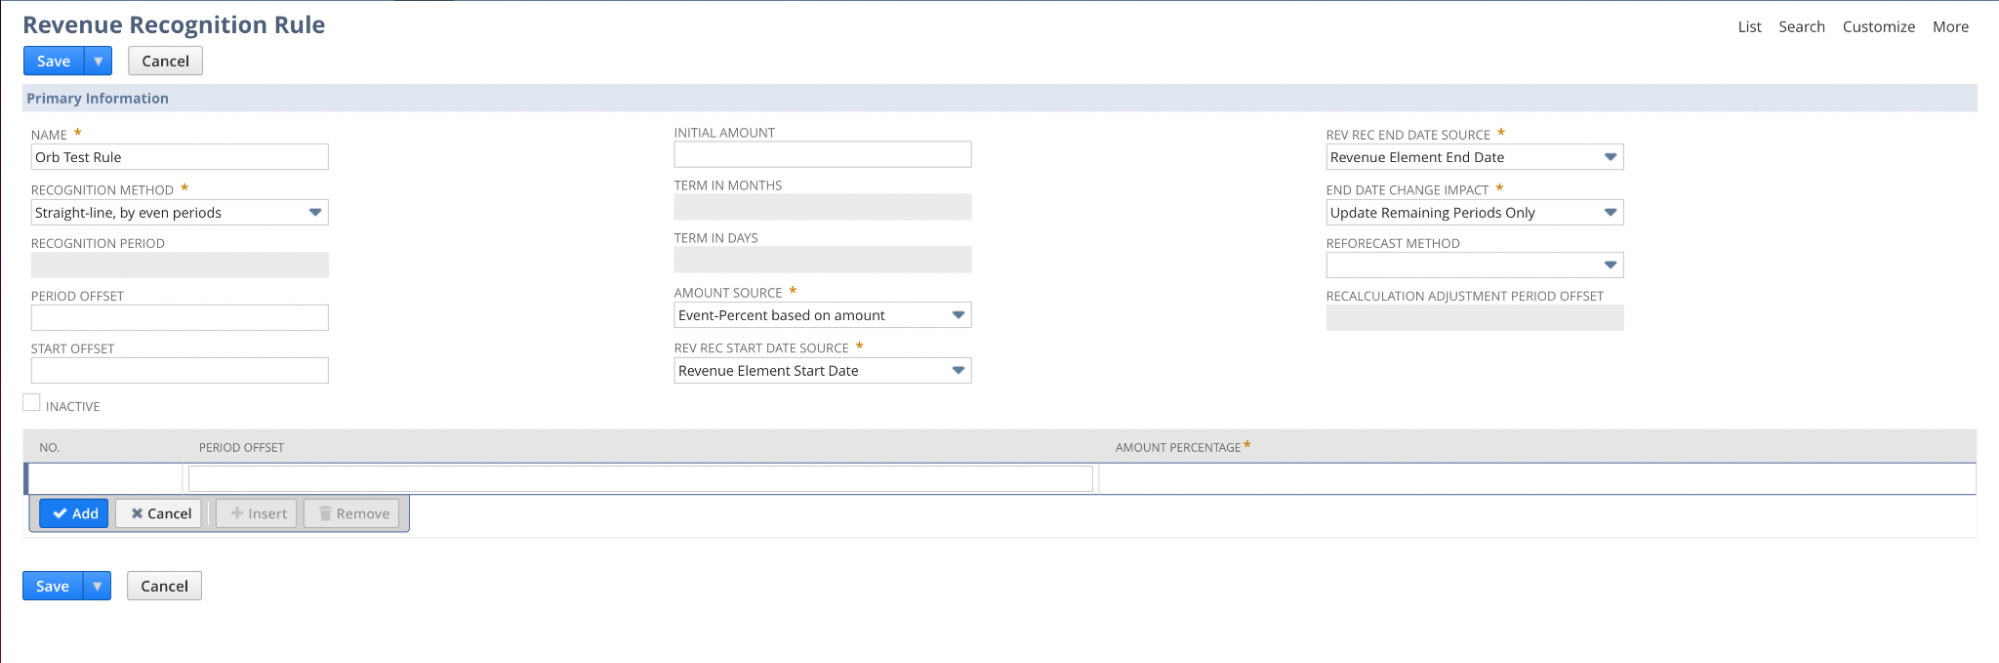 Revenue Recognition Rule
List Search Customize More
Save Cancel
Primary Information
NAME *
Orb Test Rule
RECOGNITION METHOD *
Straight-line, by even periods
RECOGNITION PERIOD
PERIOD OFFSET
START OFFSET
INACTIVE
INITIAL AMOUNT
TERM IN MONTHS
TERM IN DAYS
AMOUNT SOURCE *
Event-Percent based on amount
REV REC START DATE SOURCE *
Revenue Element Start Date
REV REC END DATE SOURCE *
Revenue Element End Date
END DATE CHANGE IMPACT *
Update Remaining Periods Only
REFORECAST METHOD
RECALCULATION ADJUSTMENT PERIOD OFFSET
NO. PERIOD OFFSET AMOUNT PERCENTAGE *
Add Cancel Insert Remove
Save Cancel